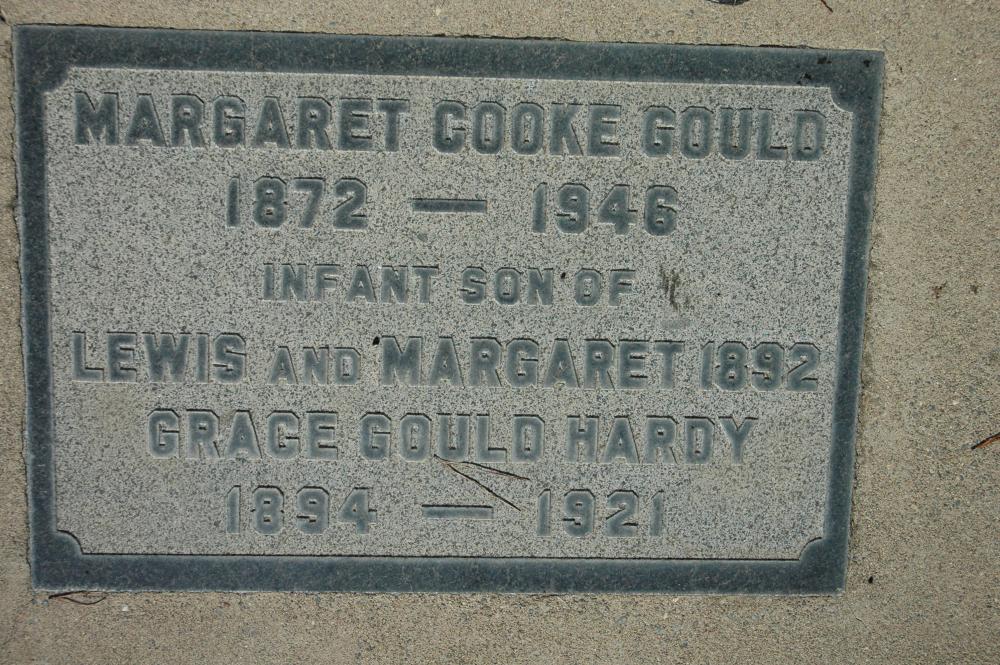 MARGARET COOKE GOULD
1872 — 1946
INFANT SON OF
LEWIS AND MARGARET 1892
GRACE GOULD HARDY
1894 — 1921